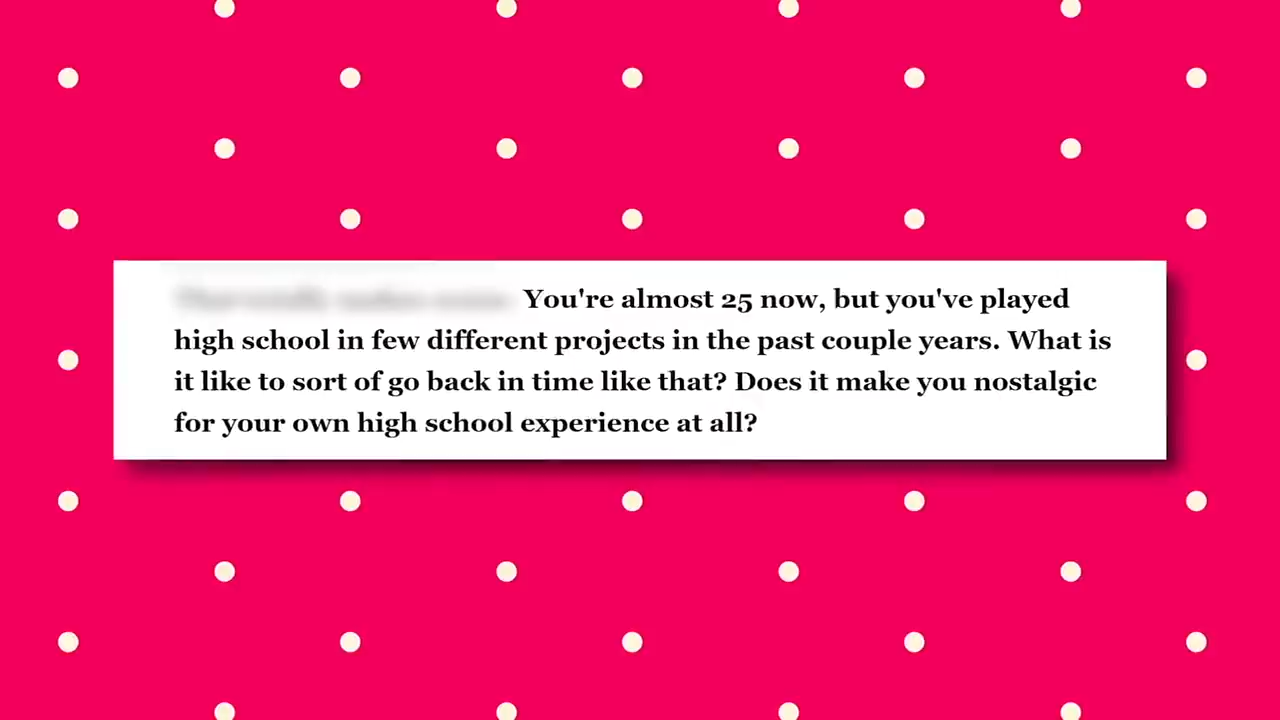 You're almost 25 now, but you've played
high school in few different projects in the past couple years. What is
it like to sort of go back in time like that? Does it make you nostalgic
for your own high school experience at all?